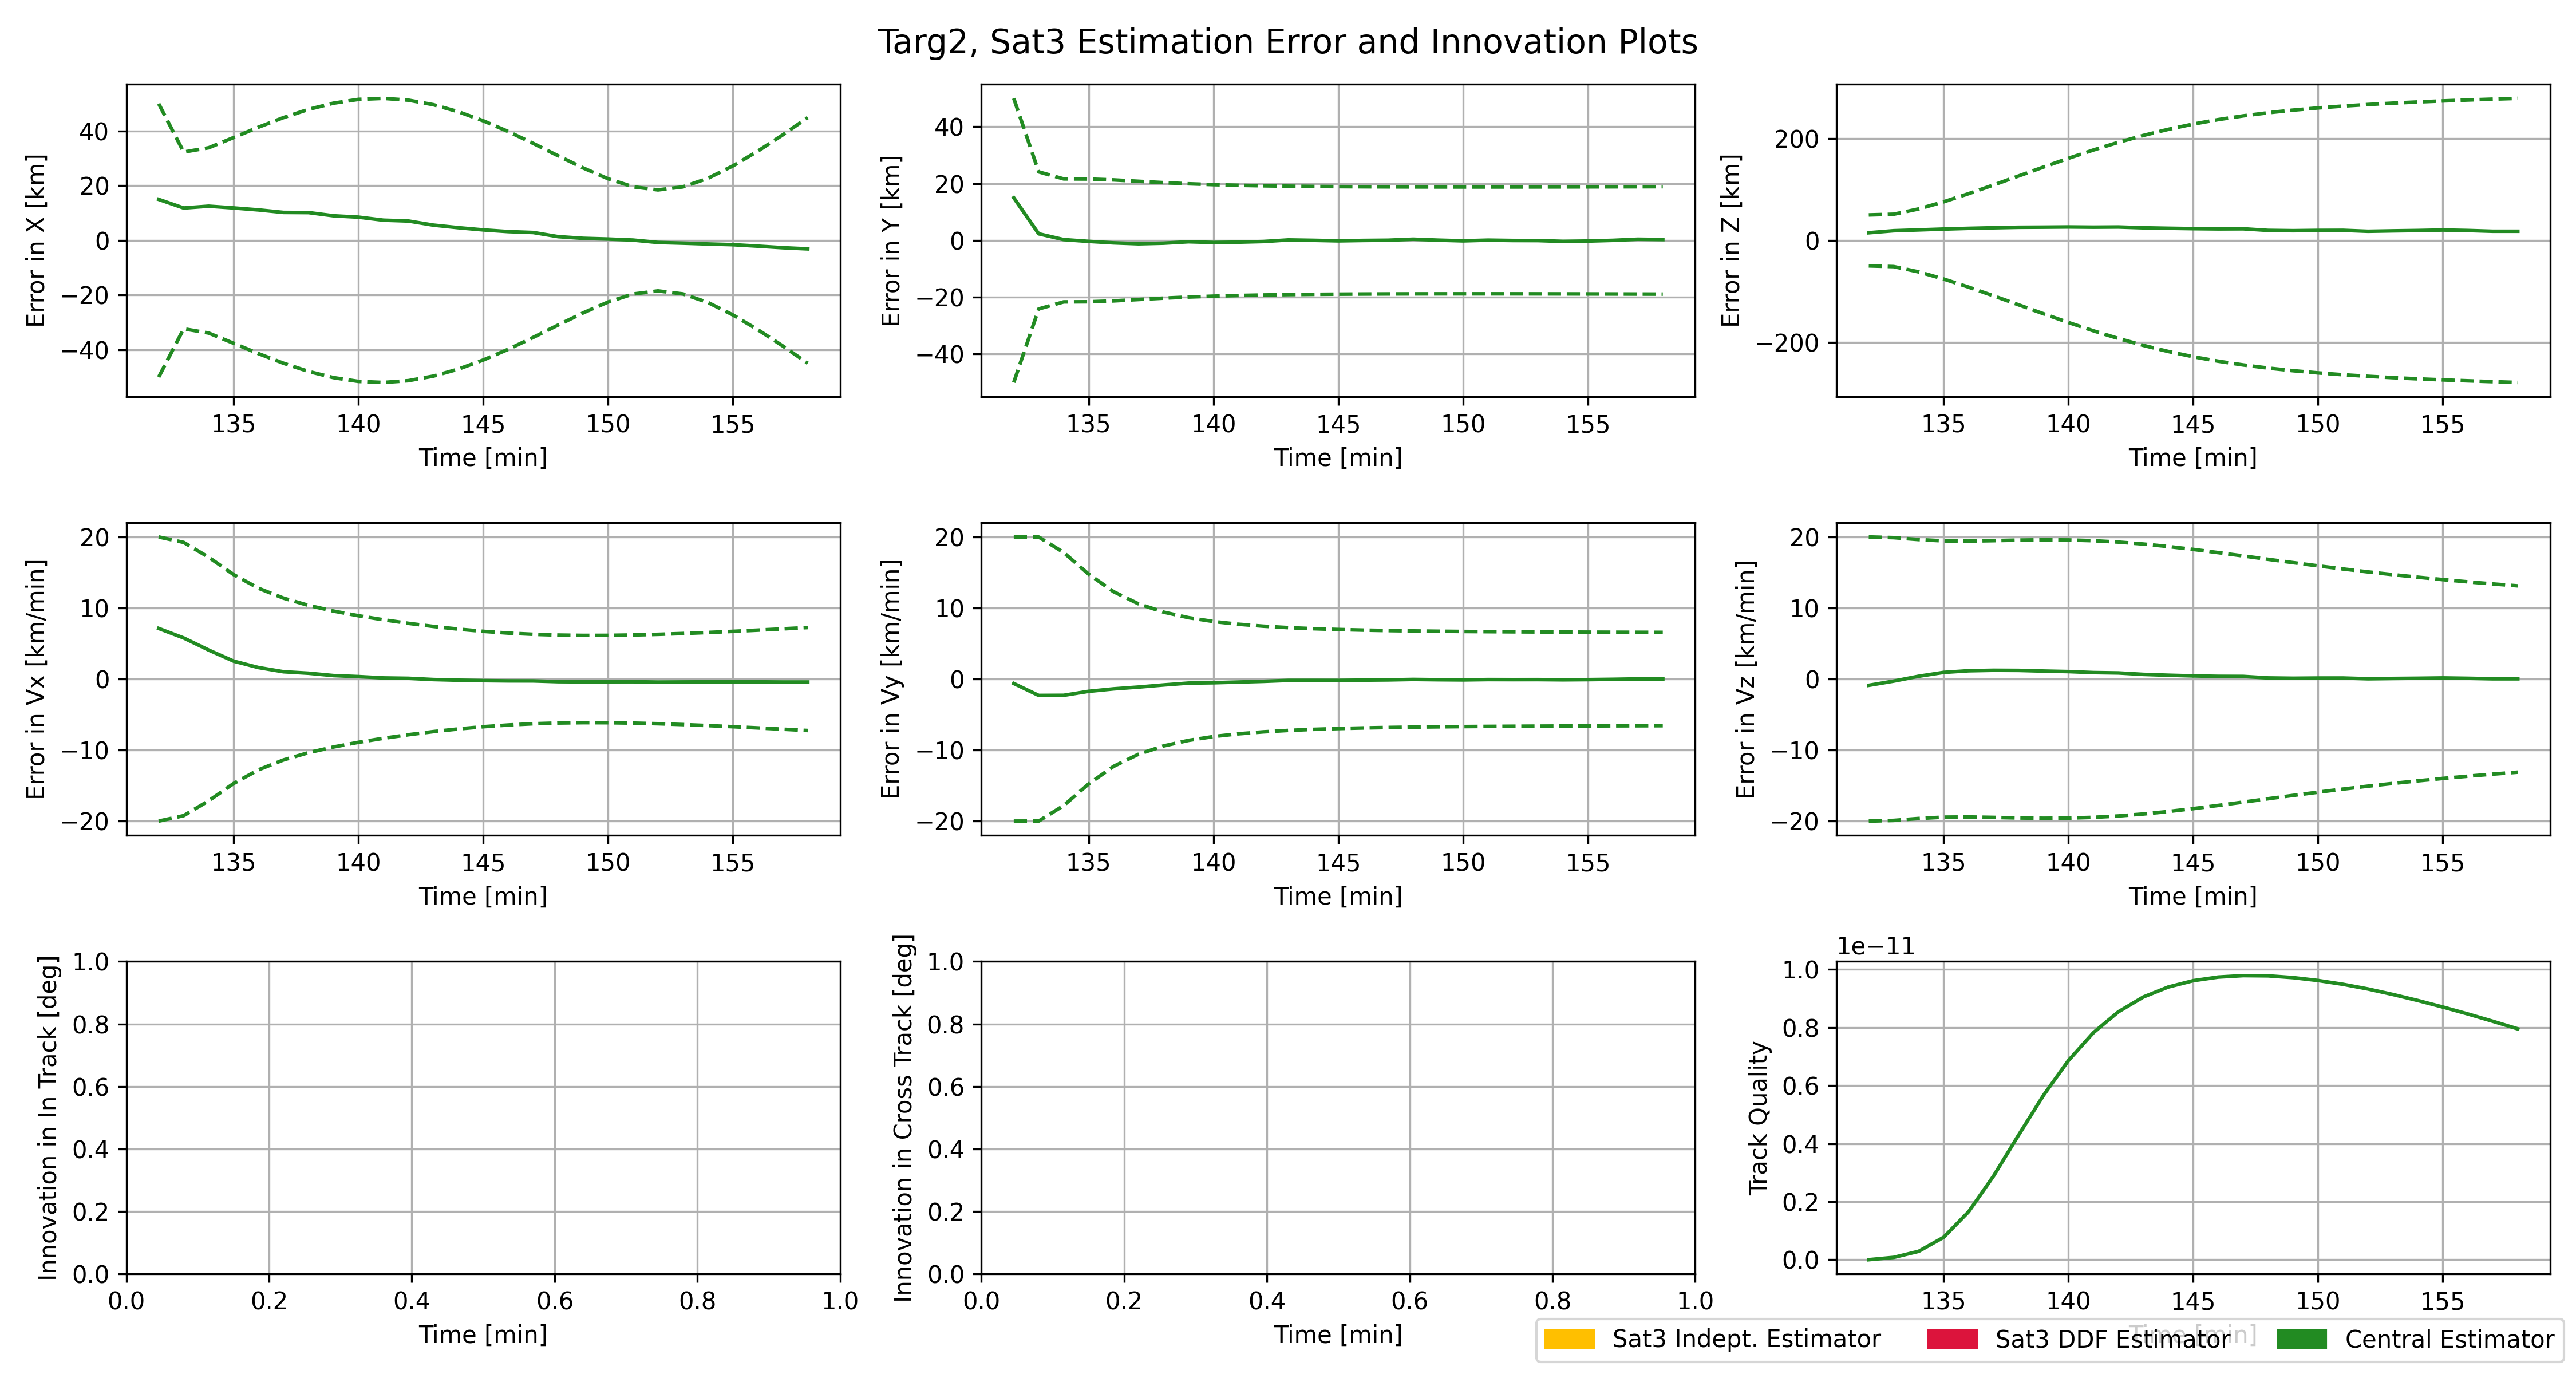 Targ2, Sat3 Estimation Error and Innovation Plots
Error in X [km]
40
20
0
−20
−40
135 140 145 150 155
Time [min]
Error in Y [km]
40
20
0
−20
−40
135 140 145 150 155
Time [min]
Error in Z [km]
200
0
−200
135 140 145 150 155
Time [min]
Error in Vx [km/min]
20
10
0
−10
−20
135 140 145 150 155
Time [min]
Error in Vy [km/min]
20
10
0
−10
−20
135 140 145 150 155
Time [min]
Error in Vz [km/min]
20
10
0
−10
−20
135 140 145 150 155
Time [min]
Innovation in In Track [deg]
1.0
0.8
0.6
0.4
0.2
0.0
0.0 0.2 0.4 0.6 0.8 1.0
Time [min]
Innovation in Cross Track [deg]
1.0
0.8
0.6
0.4
0.2
0.0
0.0 0.2 0.4 0.6 0.8 1.0
Time [min]
1e−11
Track Quality
1.0
0.8
0.6
0.4
0.2
0.0
135 140 145 150 155
Time [min]
Sat3 Indept. Estimator Sat3 DDF Estimator Central Estimator